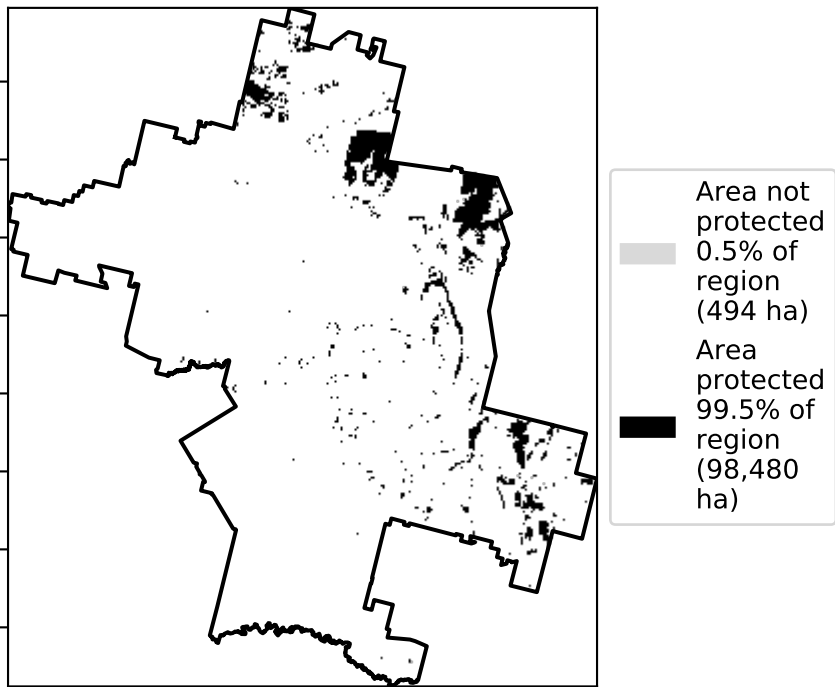 Area not
protected
0.5% of
region
(494 ha)
Area
protected
99.5% of
region
(98,480
ha)